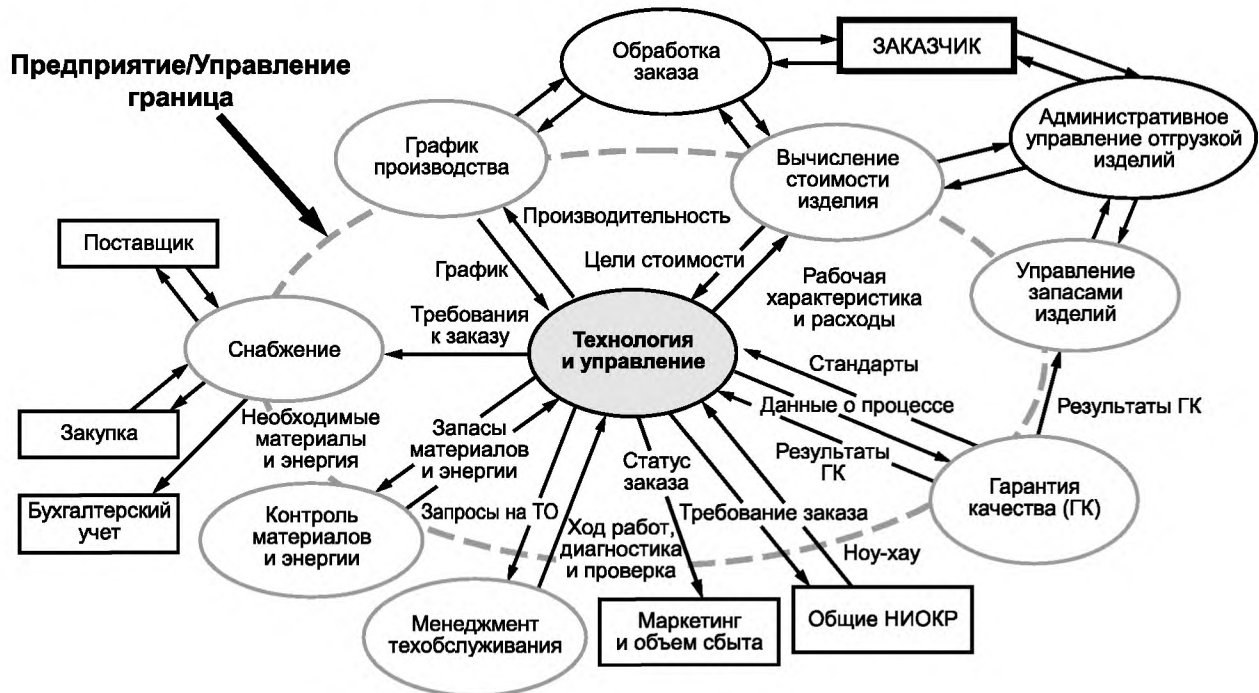 Обработка
заказа
ЗАКАЗЧИК
Предприятие/Управление
граница
График
производства
Вычисление
стоимости
изделия
Административное
управление отгрузкой
изделий
Поставщик
Производительность
График
Цели стоимости
Рабочая
характеристика
и расходы
Управление
запасами
изделий
Снабжение
Требования
к заказу
Технология
и управление
Стандарты
Закупка
Необходимые
материалы
и энергия
Запасы
материалов
и энергии
Статус
заказа
Данные о процессе
Результаты
ГК
Результаты ГК
Бухгалтерский
учет
Контроль
материалов
и энергии
Запросы на ТО
Ход работ,
диагностика
и проверка
Требование заказа
Ноу-хау
Гарантия
качества (ГК)
Менеджмент
техобслуживания
Маркетинг
и объем сбыта
Общие НИОКР